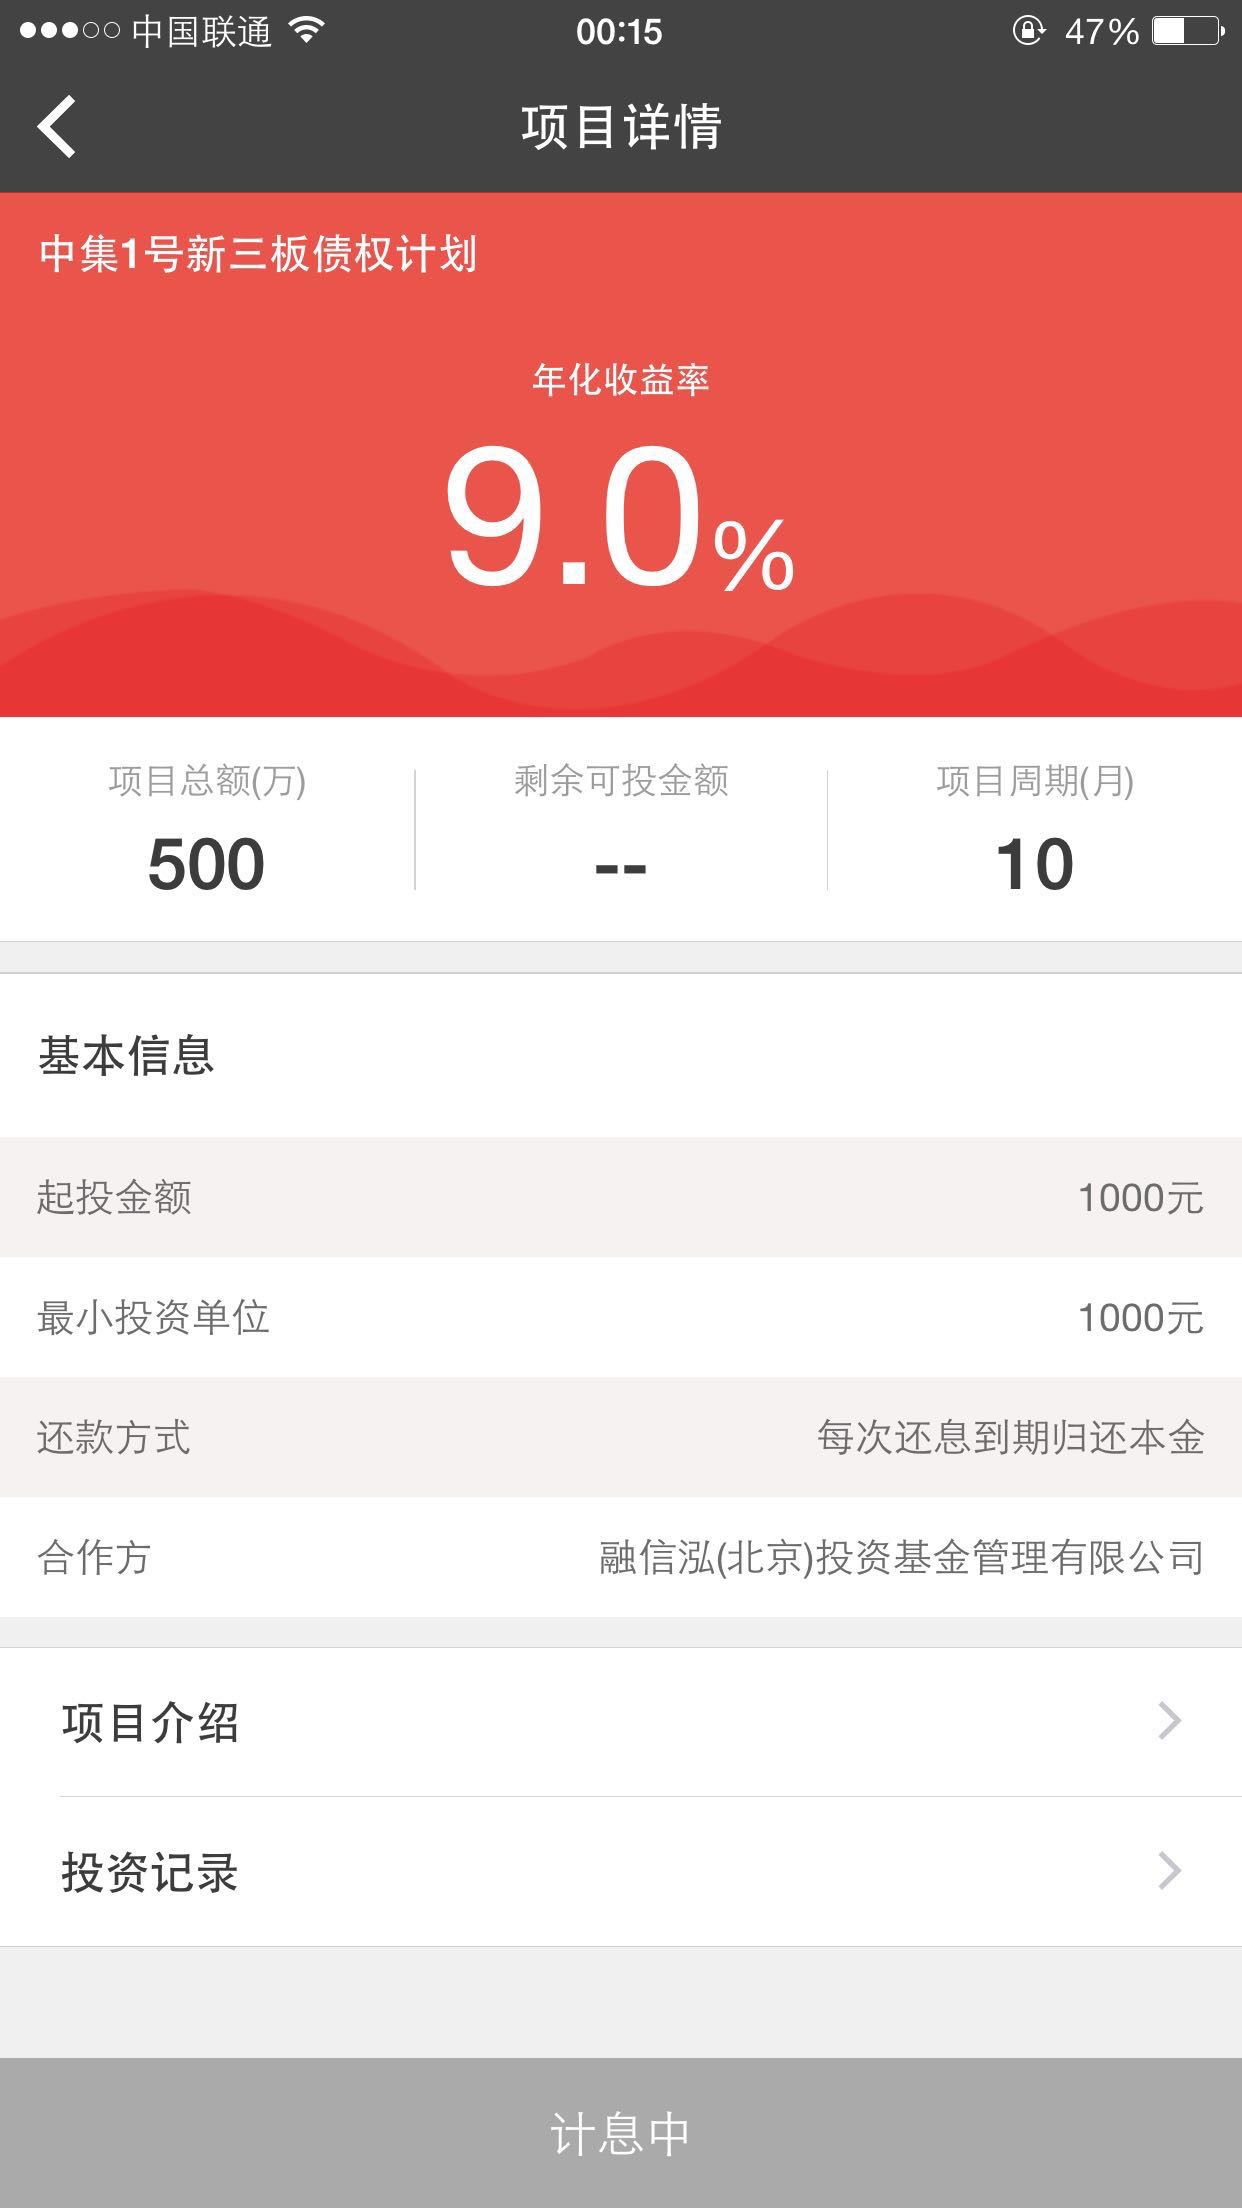 中国联通 00:15 47%
项目详情
中集1号新三板债权计划
年化收益率
9.0%
项目总额(万) 剩余可投金额 项目周期(月)
500 -- 10
基本信息
起投金额 1000元
最小投资单位 1000元
还款方式 每次还息到期归还本金
合作方 融信泓(北京)投资基金管理有限公司
项目介绍
投资记录
计息中